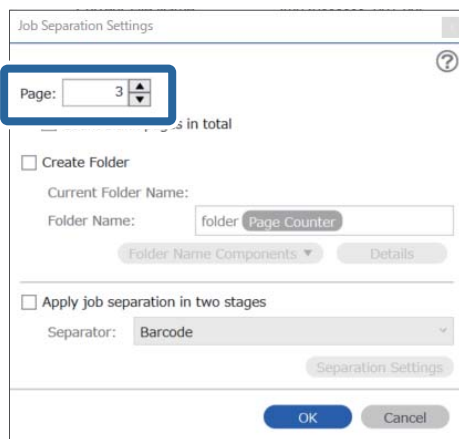 Job Separation Settings
Page: 3
pages in total
Create Folder
Current Folder Name:
Folder Name: folder Page Counter
Folder Name Components ▼ Details
Apply job separation in two stages
Separator: Barcode
Separation Settings
OK Cancel